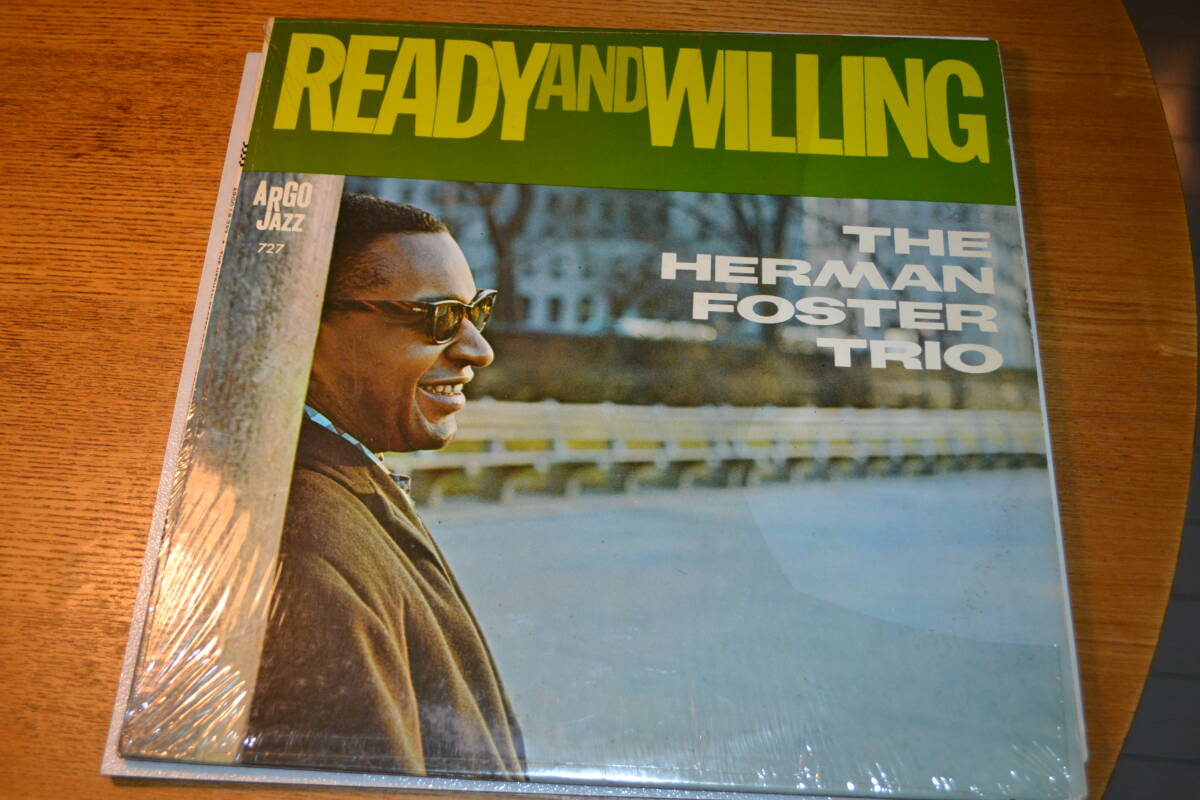 READY AND WILLING
ARGO
JAZZ
727
THE
HERMAN
FOSTER
TRIO